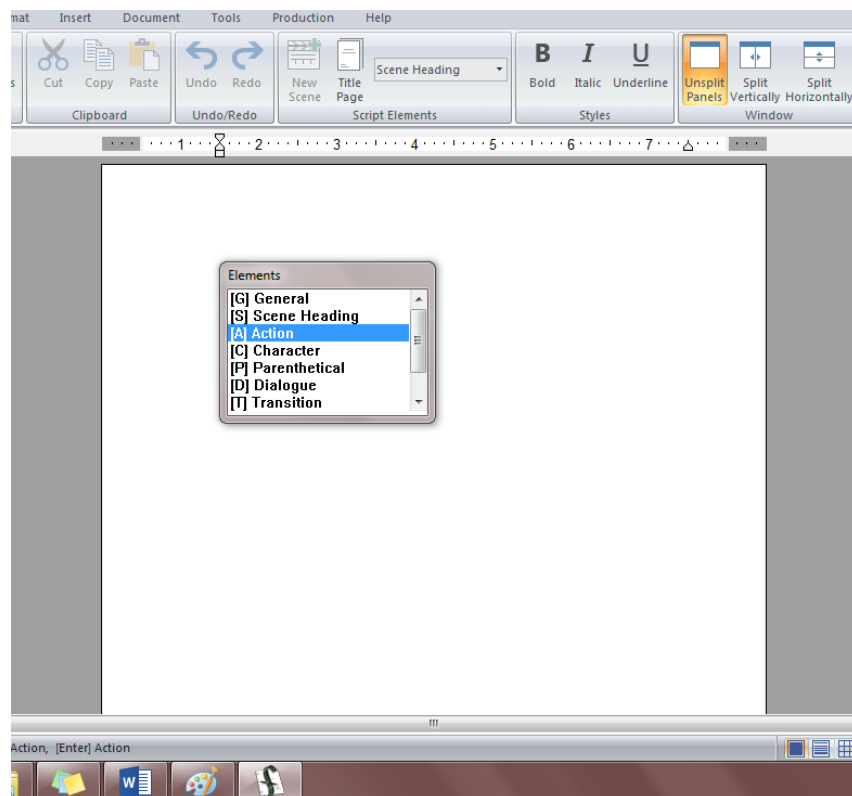 mat Insert Document Tools Production Help
s Cut Copy Paste Undo Redo New Scene Title Page Scene Heading B I U Bold Italic Underline Unsplit Panels Split Vertically Split Horizontally
Clipboard Undo/Redo Script Elements Styles Window
1 2 3 4 5 6 7
Elements
[G] General
[S] Scene Heading
[A] Action
[C] Character
[P] Parenthetical
[D] Dialogue
[T] Transition
Action, [Enter] Action
W